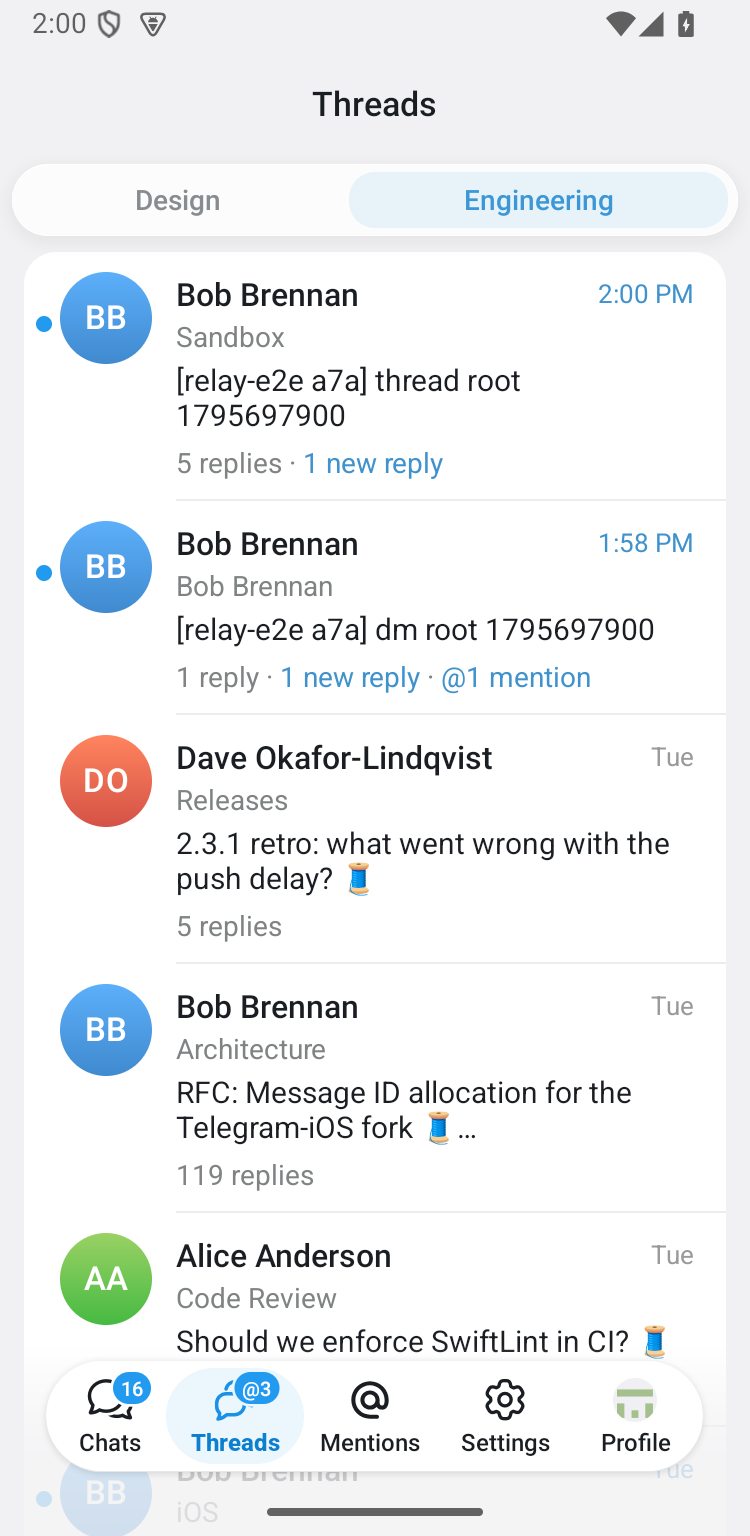 2:00
Threads
Design
Engineering
BB
Bob Brennan
2:00 PM
Sandbox
[relay-e2e a7a] thread root
1795697900
5 replies · 1 new reply
BB
Bob Brennan
1:58 PM
Bob Brennan
[relay-e2e a7a] dm root 1795697900
1 reply · 1 new reply · @1 mention
DO
Dave Okafor-Lindqvist
Tue
Releases
2.3.1 retro: what went wrong with the
push delay? 🧵
5 replies
BB
Bob Brennan
Tue
Architecture
RFC: Message ID allocation for the
Telegram-iOS fork 🧵…
119 replies
AA
Alice Anderson
Tue
Code Review
Should we enforce SwiftLint in CI? 🧵
16
@3
Chats
Threads
Mentions
Settings
Profile
BB
Bob Brennan
Tue
iOS